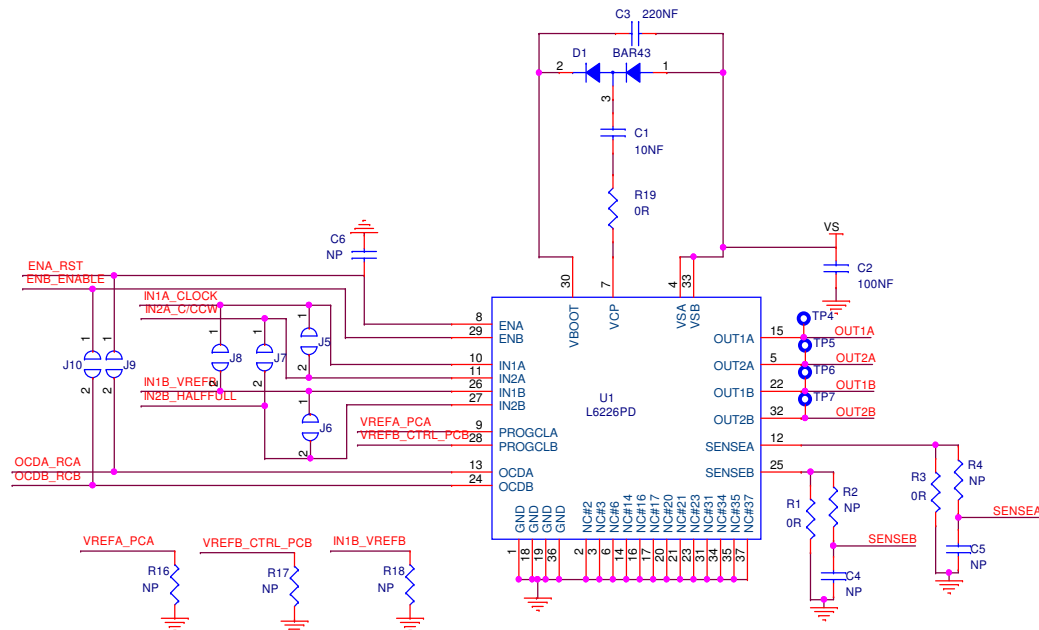 C3 220NF
D1 BAR43
2 1
3
C1
10NF
R19
0R
C6
NP
VS
C2
100NF
ENA_RST
ENB_ENABLE
IN1A_CLOCK
IN2A_C/CCW
30 7 4 33
VBOOT VCP VSA VSB
1 1 1 1 1
J10 J9 J8 J7 J5
2 2 2 2 2
IN1B_VREFB
IN2B_HALFFULL
1
J6
2
VREFA_PCA
VREFB_CTRL_PCB
OCDA_RCA
OCDB_RCB
8 ENA
29 ENB
10 IN1A
11 IN2A
26 IN1B
27 IN2B
9 PROGCLA
28 PROGCLB
13 OCDA
24 OCDB
U1
L6226PD
TP4
OUT1A 15 OUT1A
TP5
OUT2A 5 OUT2A
TP6
OUT1B 22 OUT1B
TP7
OUT2B 32 OUT2B
SENSEA 12
SENSEB 25
R3
0R
R4
NP
SENSEA
C5
NP
R1
0R
R2
NP
SENSEB
C4
NP
GND GND GND GND NC#2 NC#3 NC#6 NC#14 NC#16 NC#17 NC#20 NC#21 NC#23 NC#31 NC#34 NC#35 NC#37
1 18 19 36 2 3 6 14 16 17 20 21 23 31 34 35 37
VREFA_PCA
R16
NP
VREFB_CTRL_PCB
R17
NP
IN1B_VREFB
R18
NP